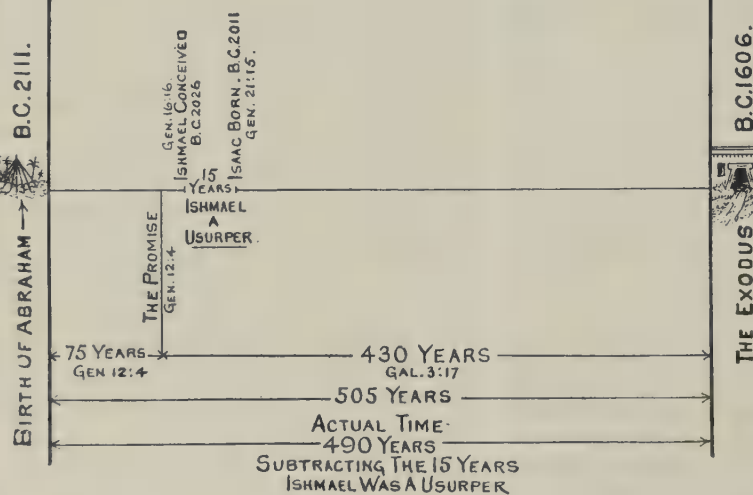 B.C. 2111.
BIRTH OF ABRAHAM
GEN. 16:16.
ISHMAEL CONCEIVED
B.C. 2026
ISAAC BORN. B.C. 2011
GEN. 21:15.
15
YEARS
ISHMAEL
A
USURPER.
THE PROMISE
GEN. 12:4
B.C. 1606.
THE EXODUS
75 YEARS
GEN 12:4
430 YEARS
GAL. 3:17
505 YEARS
ACTUAL TIME-
490 YEARS
SUBTRACTING THE 15 YEARS
ISHMAEL WAS A USURPER